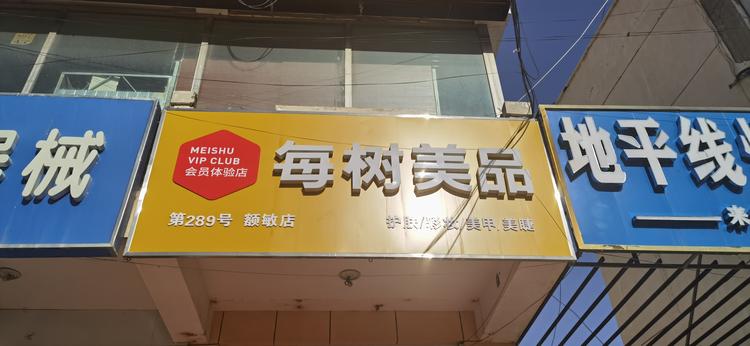 械
MEISHU
VIP CLUB
会员体验店
每树美品
第289号 额敏店
护肤/彩妆/美甲/美睫
地平线